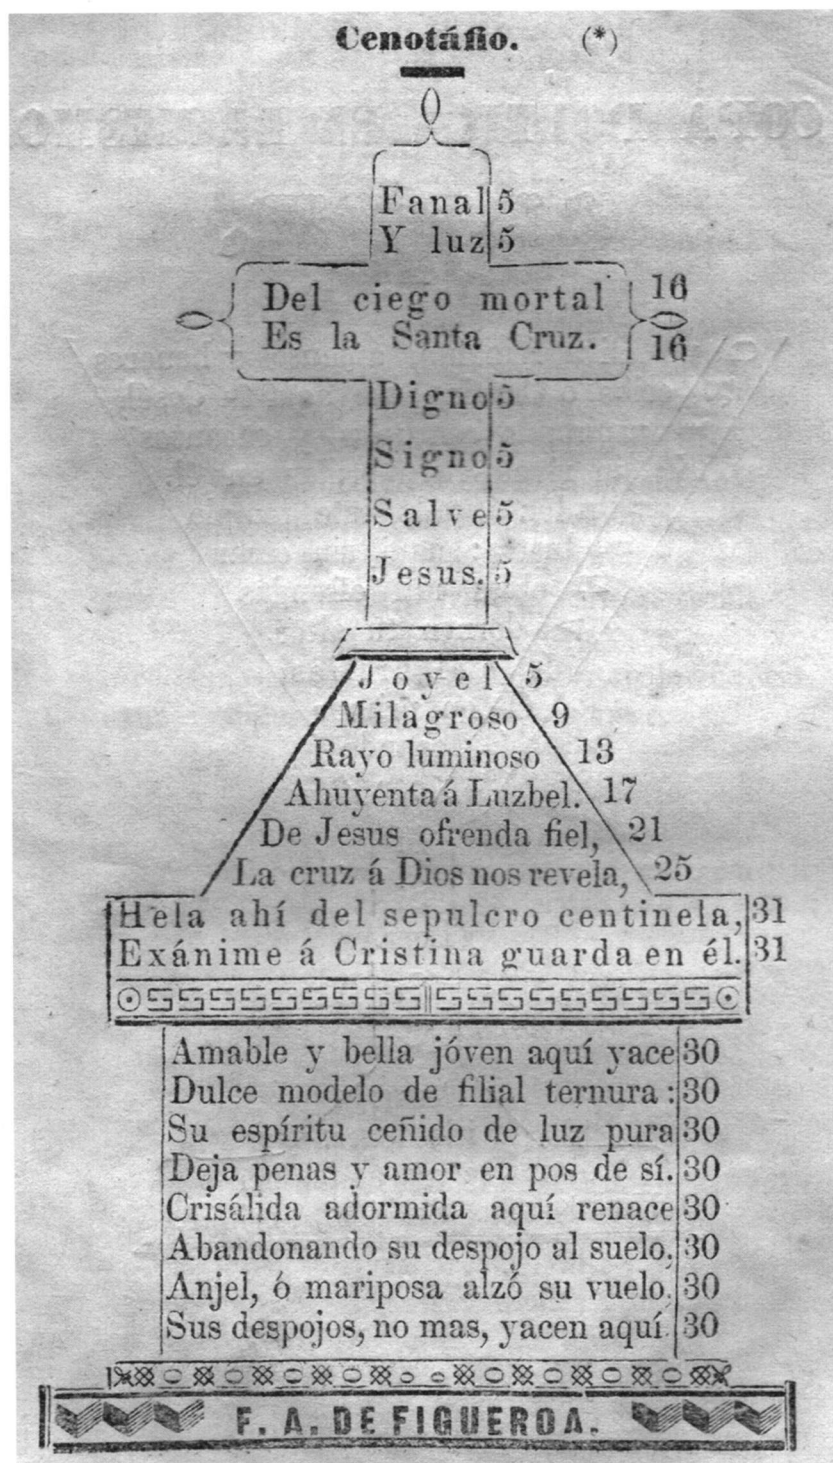 Cenotáfio. (*)
Fanal 5
Y luz 5
Del ciego mortal 16
Es la Santa Cruz. 16
Digno 5
Signo 5
Salve 5
Jesus. 5
Joyel 5
Milagroso 9
Rayo luminoso 13
Ahuyenta á Luzbel. 17
De Jesus ofrenda fiel, 21
La cruz á Dios nos revela, 25
Hela ahí del sepulcro centinela, 31
Exánime á Cristina guarda en él. 31
Amable y bella jóven aquí yace 30
Dulce modelo de filial ternura: 30
Su espíritu ceñido de luz pura 30
Deja penas y amor en pos de sí. 30
Crisálida adormida aquí renace 30
Abandonando su despojo al suelo. 30
Anjel, ó mariposa alzó su vuelo. 30
Sus despojos, no mas, yacen aquí. 30
F. A. DE FIGUEROA.